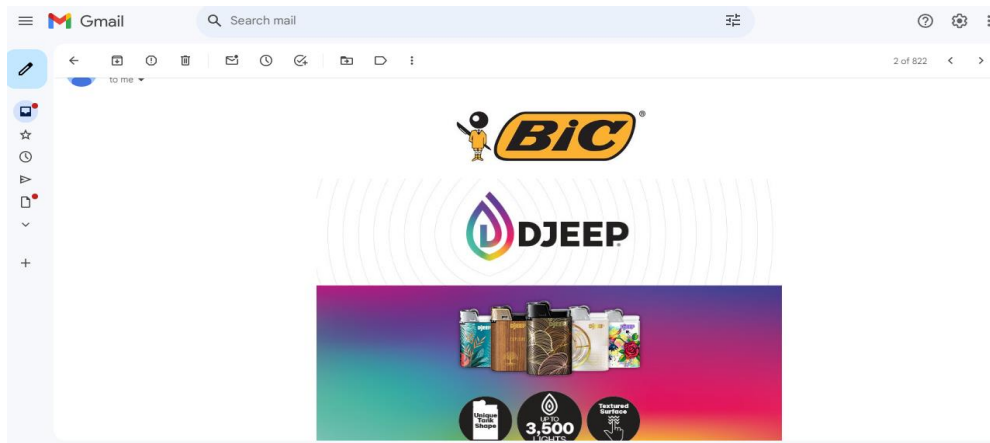 Gmail
Search mail
2 of 822
to me
BiC®
DJEEP
Unique
Tank
Shape
UP TO
3,500
LIGHTS
Textured
Surface